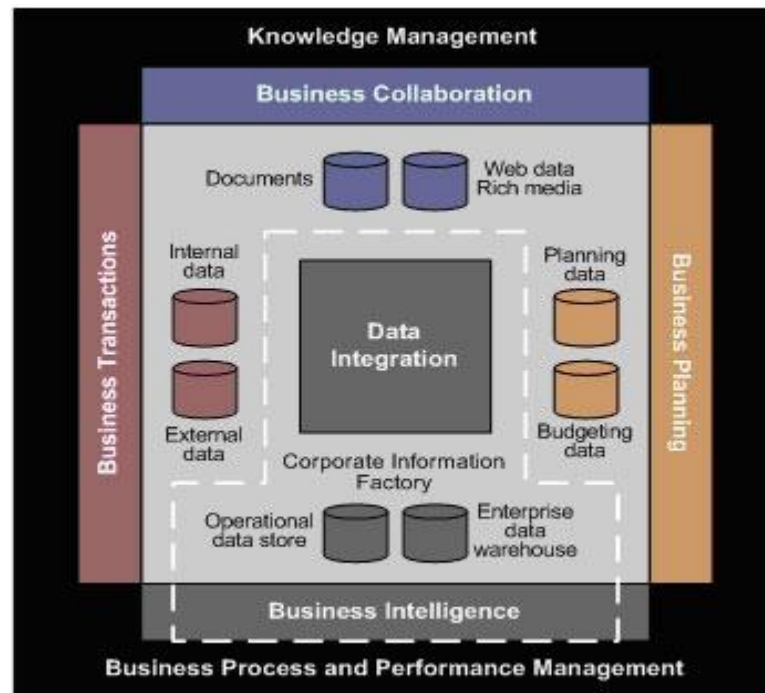 Knowledge Management
Business Collaboration
Documents
Web data
Rich media
Business Transactions
Internal
data
External
data
Data
Integration
Planning
data
Budgeting
data
Business Planning
Corporate Information
Factory
Operational
data store
Enterprise
data
warehouse
Business Intelligence
Business Process and Performance Management